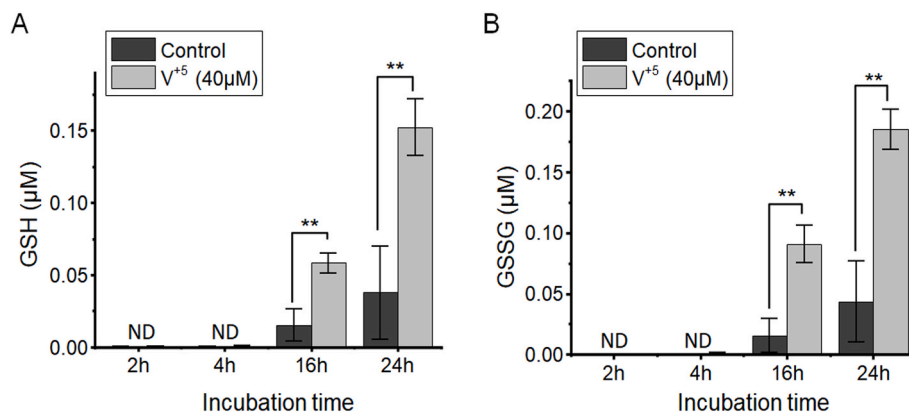 A
Control
V+5 (40μM)
**
**
GSH (μM)
0.15
0.10
0.05
0.00
ND
ND
2h
4h
16h
24h
Incubation time
B
Control
V+5 (40μM)
**
**
GSSG (μM)
0.20
0.15
0.10
0.05
0.00
ND
ND
2h
4h
16h
24h
Incubation time